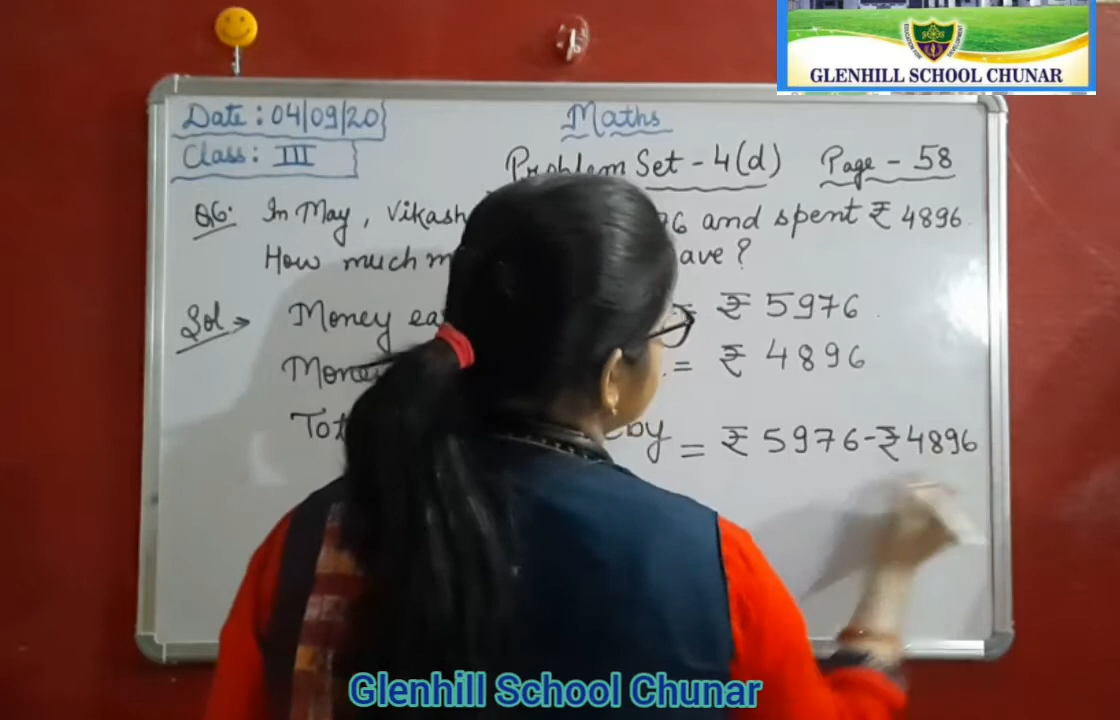 GLENHILL SCHOOL CHUNAR
Date: 04/09/20
Maths
Class: III
Problem Set - 4(d) Page - 58
Q6. In May, Vikash and spent ₹ 4896.
How much
Sol → Money = ₹ 5976
Money = ₹ 4896
by = ₹ 5976 - ₹ 4896
Glenhill School Chunar